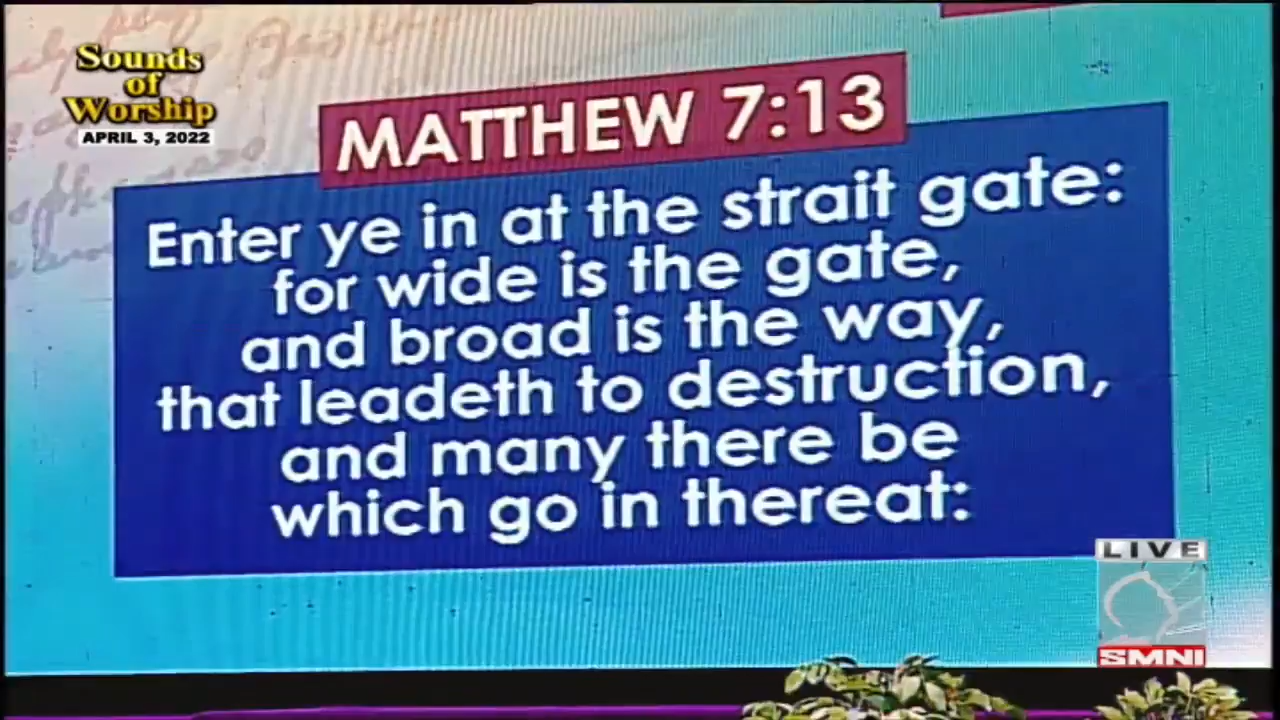 Sounds
of
Worship
APRIL 3, 2022
MATTHEW 7:13
Enter ye in at the strait gate:
for wide is the gate,
and broad is the way,
that leadeth to destruction,
and many there be
which go in thereat:
LIVE
SMNI